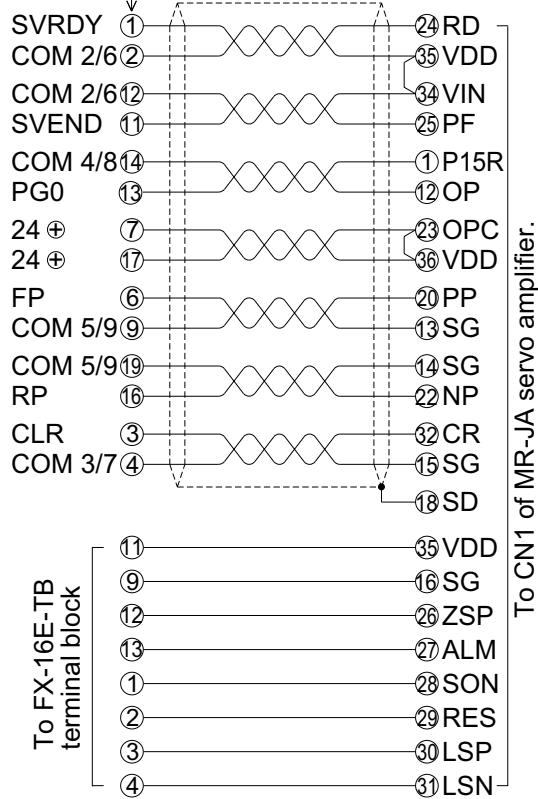 SVRDY 1 24 RD
COM 2/6 2 35 VDD
COM 2/6 12 34 VIN
SVEND 11 25 PF
COM 4/8 14 1 P15R
PG0 13 12 OP
24 ⊕ 7 23 OPC
24 ⊕ 17 36 VDD
FP 6 20 PP
COM 5/9 9 13 SG
COM 5/9 19 14 SG
RP 16 22 NP
CLR 3 32 CR
COM 3/7 4 15 SG
18 SD
11 35 VDD
9 16 SG
12 26 ZSP
13 27 ALM
1 28 SON
2 29 RES
3 30 LSP
4 31 LSN
To FX-16E-TB
terminal block
To CN1 of MR-JA servo amplifier.